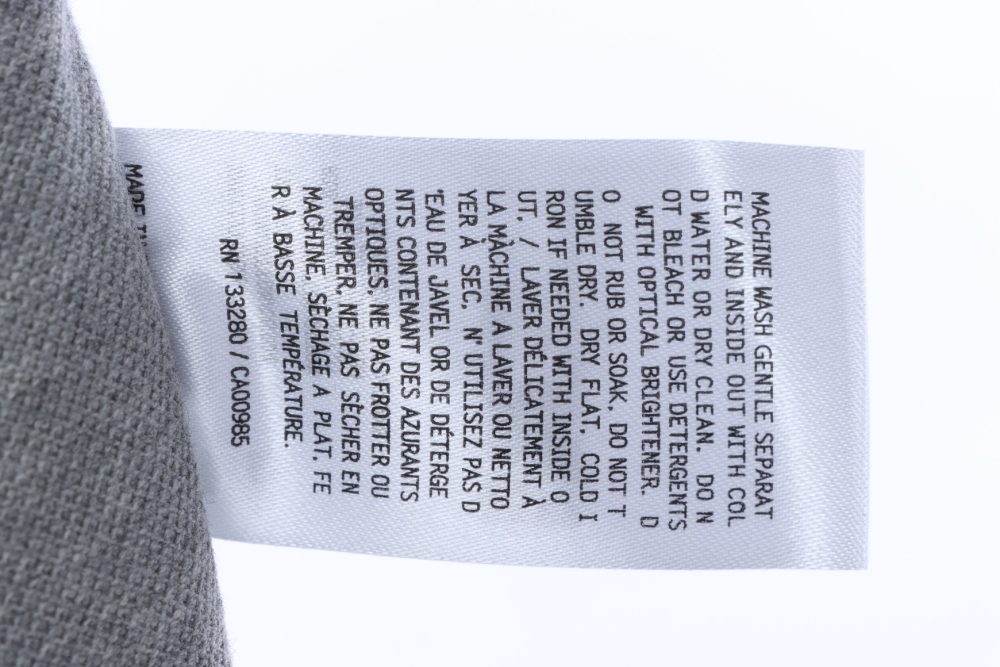 MACHINE WASH GENTLE SEPARAT
ELY AND INSIDE OUT WITH COL
D WATER OR DRY CLEAN. DO N
OT BLEACH OR USE DETERGENTS
WITH OPTICAL BRIGHTENER. D
O NOT RUB OR SOAK. DO NOT T
UMBLE DRY. DRY FLAT. COLD I
RON IF NEEDED WITH INSIDE O
UT. / LAVER DÉLICATEMENT À
LA MÀCHINE A LAVER OU NETTO
YER À SEC. N'UTILISEZ PAS D
'EAU DE JAVEL OR DE DÉTERGE
NTS CONTENANT DES AZURANTS
OPTIQUES. NE PAS FROTTER OU
TREMPER. NE PAS SÈCHER EN
MACHINE. SÈCHAGE A PLAT. FE
R À BASSE TEMPÉRATURE.
RN 133280 / CA00985
MADE